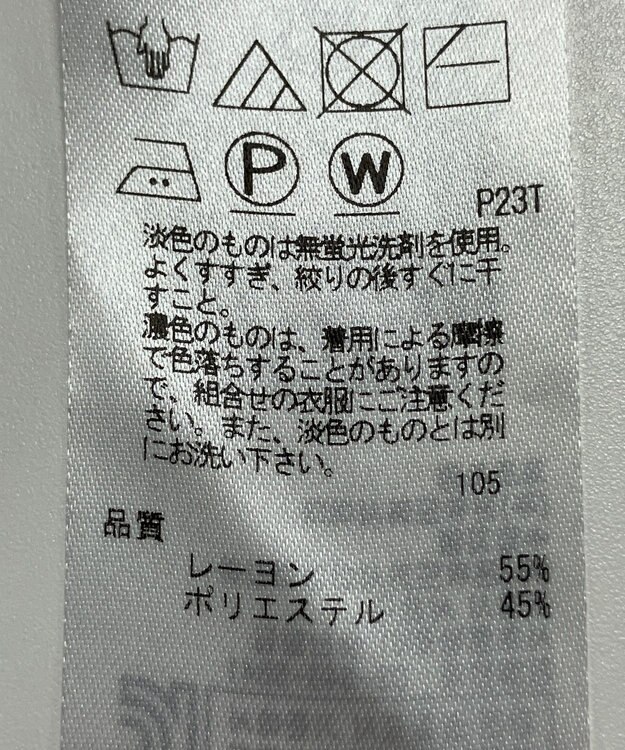 P W
P23T
淡色のものは無蛍光洗剤を使用。
よくすすぎ、絞りの後すぐに干
すこと。
濃色のものは、着用による摩擦
で色落ちすることがありますの
で、組合せの衣服にご注意くだ
さい。また、淡色のものとは別
にお洗い下さい。
105
品質
レーヨン 55%
ポリエステル 45%